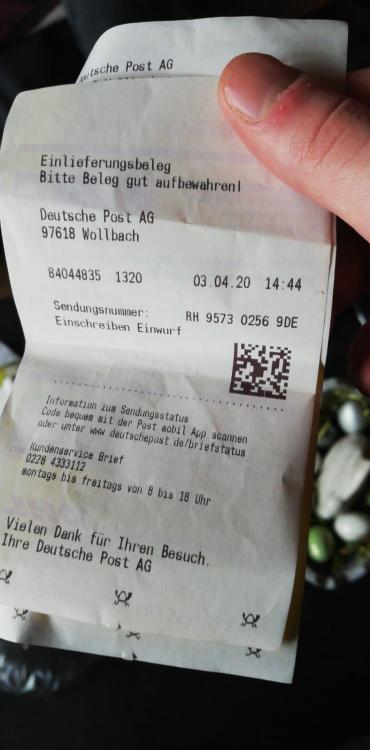 Deutsche Post AG
Einlieferungsbeleg
Bitte Beleg gut aufbewahren!
Deutsche Post AG
97618 Wollbach
84044835 1320 03.04.20 14:44
Sendungsnummer: RH 9573 0256 9DE
Einschreiben Einwurf
Information zum Sendungsstatus
Code bequem mit der Post mobil App scannen
oder unter www deutschepost de/briefstatus
Kundenservice Brief
0228 4333112
montags bis freitags von 8 bis 18 Uhr
Vielen Dank für Ihren Besuch.
Ihre Deutsche Post AG